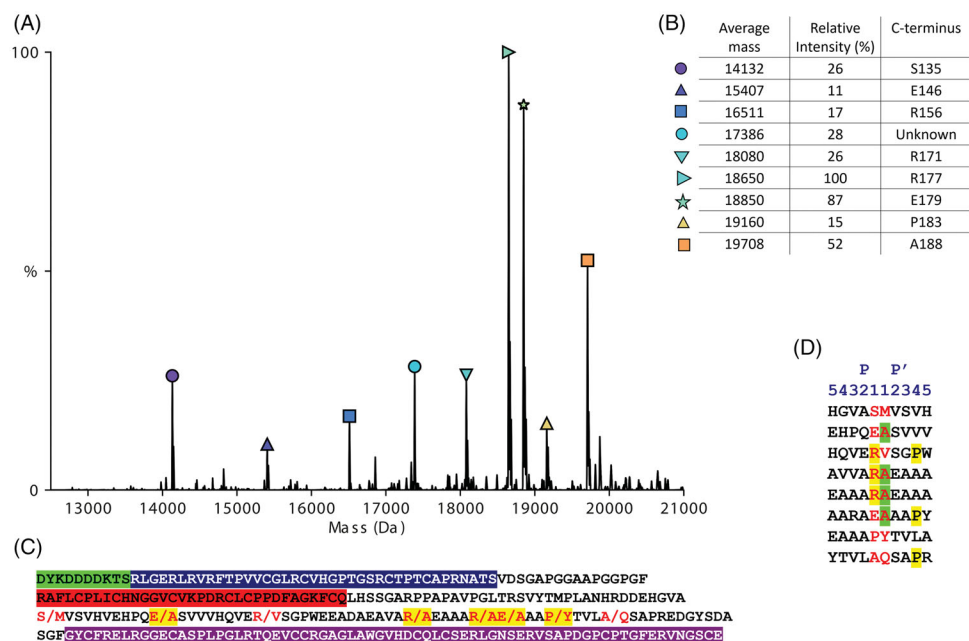 (A)
100
%
0
13000 14000 15000 16000 17000 18000 19000 20000 21000
Mass (Da)
(B)
Average mass Relative Intensity (%) C-terminus
14132 26 S135
15407 11 E146
16511 17 R156
17386 28 Unknown
18080 26 R171
18650 100 R177
18850 87 E179
19160 15 P183
19708 52 A188
(C)
DYKDDDDKTSRLGERLRVRFTPVVCGLRCVHGPTGSRCTPTCAPRNATSVDSGAPGGAAPGGPGF
RAFLCPLICHNGGVCVKPDRCLCPPDFAGKFCQLHSSGARPPAPAVPGLTRSVYTMPLANHRDDEHGVA
S/MVSVHVEHPQE/ASVVVHQVER/VSGPWEEADAEAVAR/AEAAAR/AE/AAAP/YTVLA/QSAPREDGYSDA
SGFGYCFRELRGGECASPLPGLRTQEVCCRGAGLAWGVHDCQLCSERLGNSERVSAPDGPCPTGFERVNGSCE
(D)
P P'
5432112345
HGVASMVSVH
EHPQEASVVV
HQVERVSGPW
AVVARAEAAA
EAAARAEAAA
AARAEAAAPY
EAAAPYTVLA
YTVLAQSAPR